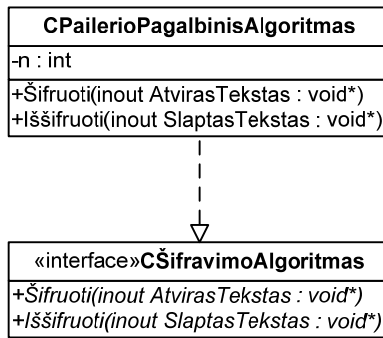 CPailerioPagalbinisAlgoritmas
-n : int
+Šifruoti(inout AtvirasTekstas : void*)
+Iššifruoti(inout SlaptasTekstas : void*)
«interface»CŠifravimoAlgoritmas
+Šifruoti(inout AtvirasTekstas : void*)
+Iššifruoti(inout SlaptasTekstas : void*)